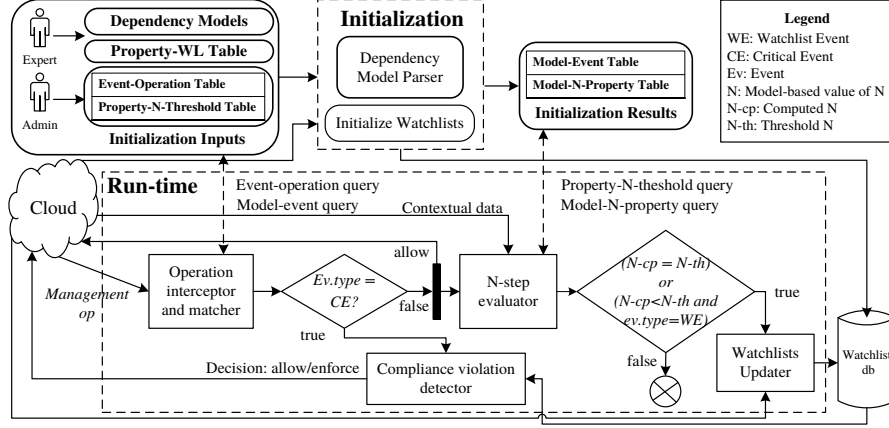 Expert
Admin
Dependency Models
Property-WL Table
Event-Operation Table
Property-N-Threshold Table
Initialization Inputs
Initialization
Dependency
Model Parser
Initialize Watchlists
Model-Event Table
Model-N-Property Table
Initialization Results
Legend
WE: Watchlist Event
CE: Critical Event
Ev: Event
N: Model-based value of N
N-cp: Computed N
N-th: Threshold N
Run-time
Event-operation query
Model-event query
Property-N-theshold query
Model-N-property query
Cloud
Contextual data
allow
Management
op
Operation
interceptor
and matcher
Ev.type =
CE?
false
true
N-step
evaluator
(N-cp = N-th)
or
(N-cp<N-th and
ev.type=WE)
true
false
Decision: allow/enforce
Compliance violation
detector
Watchlists
Updater
Watchlist
db